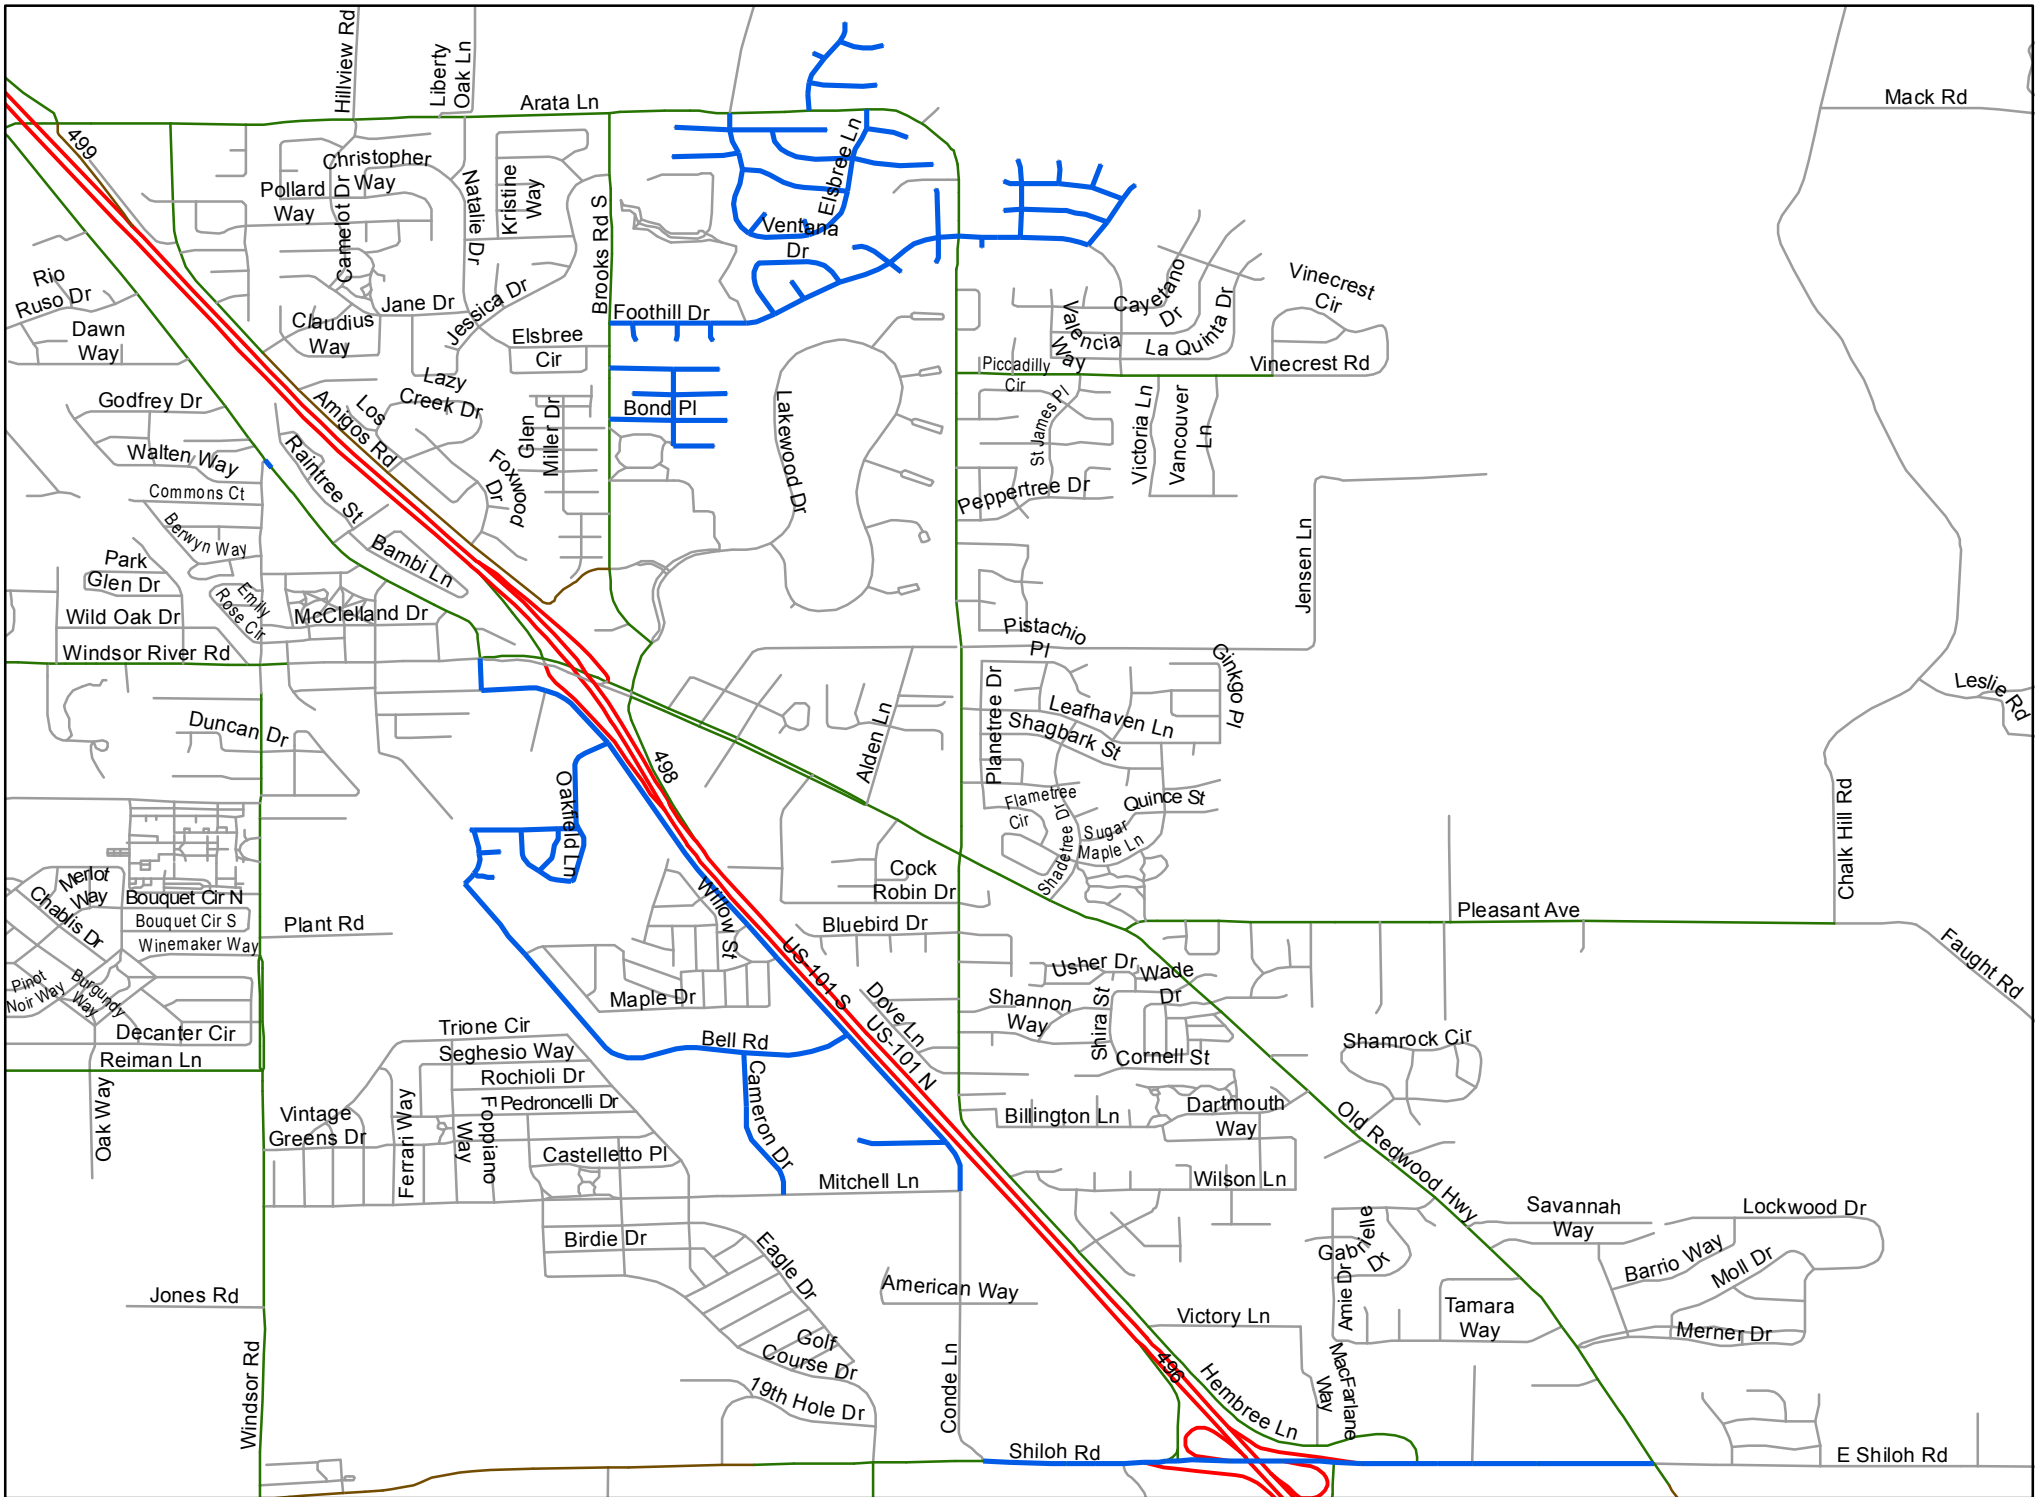 Hillview Rd
Liberty
Oak Ln
Arata Ln
Mack Rd
499
Christopher
Way
Pollard
Way
Camelot Dr
Natalie Dr
Kristine
Way
Brooks Rd S
Elsbree Ln
Ventana
Dr
Rio
Ruso Dr
Dawn
Way
Claudius
Way
Jane Dr
Jessica Dr
Elsbree
Cir
Foothill Dr
Cayetano
Dr
Valencia
Way
La Quinta Dr
Vinecrest
Cir
Vinecrest Rd
Piccadilly
Cir
Godfrey Dr
Walten Way
Commons Ct
Berwyn Way
Raintree St
Los
Amigos Rd
Lazy
Creek Dr
Glen
Miller Dr
Foxwood
Dr
Bond Pl
Lakewood Dr
St James Pl
Victoria Ln
Vancouver
Ln
Peppertree Dr
Jensen Ln
Park
Glen Dr
Emily
Rose Cir
Bambi Ln
Wild Oak Dr
McClelland Dr
Windsor River Rd
Pistachio
Pl
Ginkgo Pl
Leslie Rd
Duncan Dr
Planetree Dr
Leafhaven Ln
Shagbark St
Alden Ln
498
Oakfield Ln
Flametree
Cir
Shadetree Dr
Quince St
Sugar
Maple Ln
Chalk Hill Rd
Merlot
Way
Chablis Dr
Bouquet Cir N
Bouquet Cir S
Winemaker Way
Plant Rd
Cock
Robin Dr
Bluebird Dr
Willow St
Pleasant Ave
Faught Rd
Pinot
Noir Way
Burgundy
Way
Decanter Cir
Reiman Ln
Oak Way
Maple Dr
US-101 S
US-101 N
Dove Ln
Usher Dr
Wade
Dr
Shannon
Way
Shira St
Cornell St
Shamrock Cir
Trione Cir
Seghesio Way
Rochioli Dr
Pedroncelli Dr
Bell Rd
Cameron Dr
Vintage
Greens Dr
Ferrari Way
Foppiano
Way
Castelletto Pl
Billington Ln
Dartmouth
Way
Old Redwood Hwy
Mitchell Ln
Wilson Ln
Birdie Dr
Eagle Dr
Savannah
Way
Lockwood Dr
Gabrielle
Dr
Barrio Way
Moll Dr
Jones Rd
American Way
Amie Dr
Victory Ln
Tamara
Way
Merner Dr
Golf
Course Dr
Windsor Rd
Conde Ln
496
Hembree Ln
MacFarlane
Way
19th Hole Dr
Shiloh Rd
E Shiloh Rd